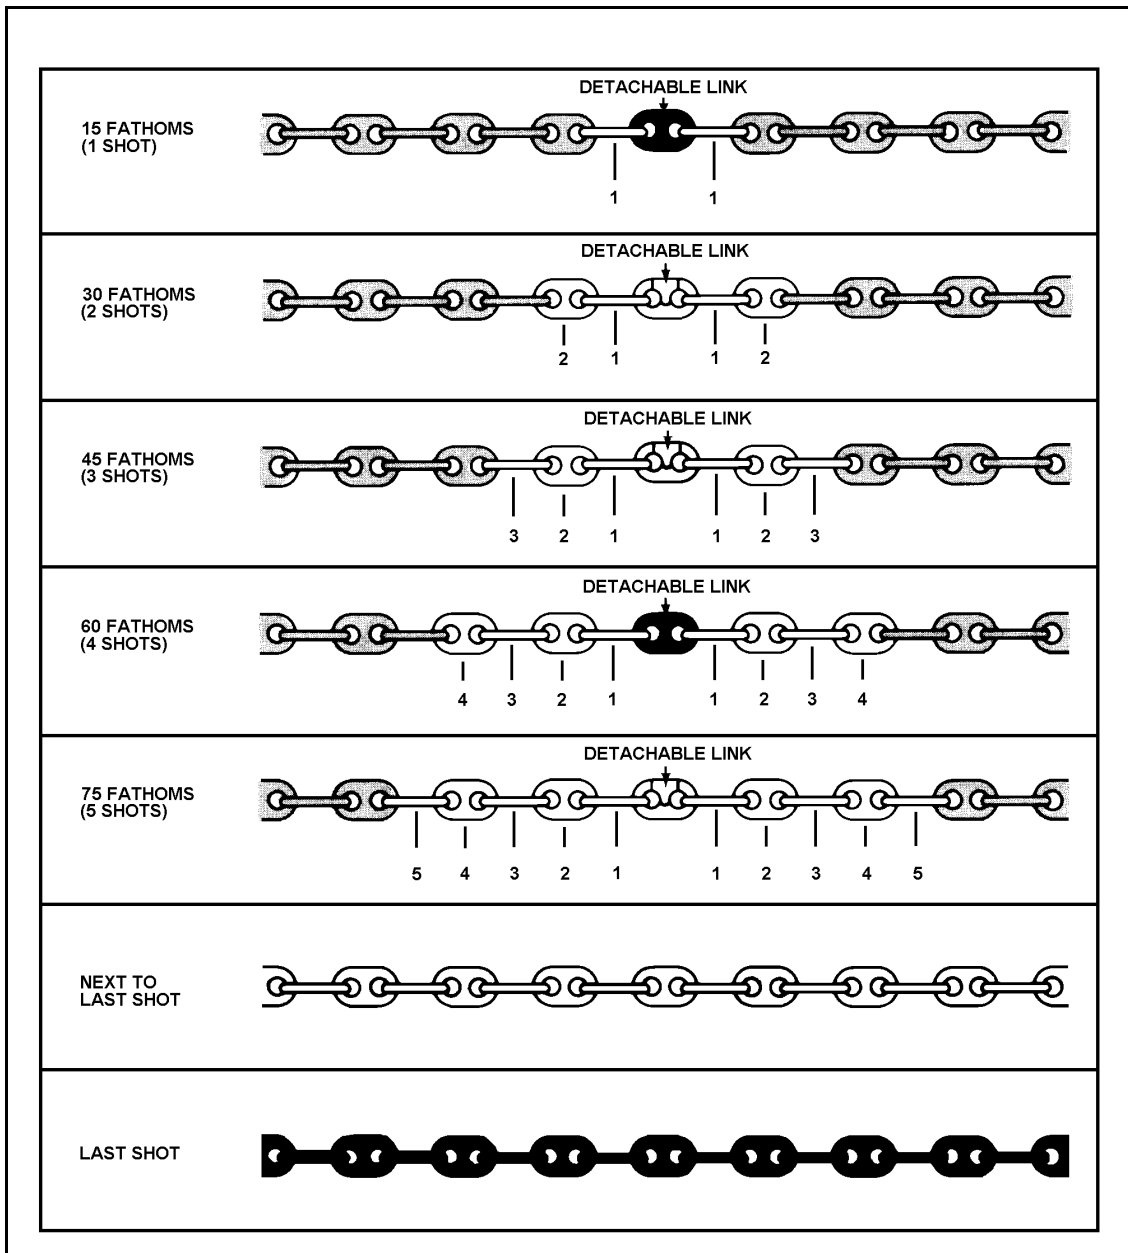 DETACHABLE LINK
15 FATHOMS
(1 SHOT)
1 1
DETACHABLE LINK
30 FATHOMS
(2 SHOTS)
2 1 1 2
DETACHABLE LINK
45 FATHOMS
(3 SHOTS)
3 2 1 1 2 3
DETACHABLE LINK
60 FATHOMS
(4 SHOTS)
4 3 2 1 1 2 3 4
DETACHABLE LINK
75 FATHOMS
(5 SHOTS)
5 4 3 2 1 1 2 3 4 5
NEXT TO
LAST SHOT
LAST SHOT